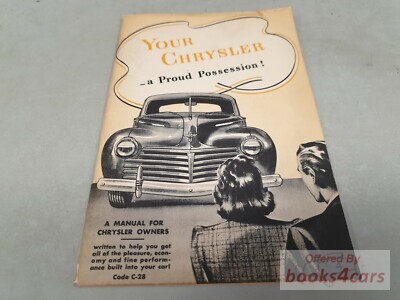 YOUR
CHRYSLER
—a Proud Possession!
A MANUAL FOR
CHRYSLER OWNERS
written to help you get
all of the pleasure, econ-
omy and fine perform-
ance built into your car!
Code C-28
Offered By
books4cars